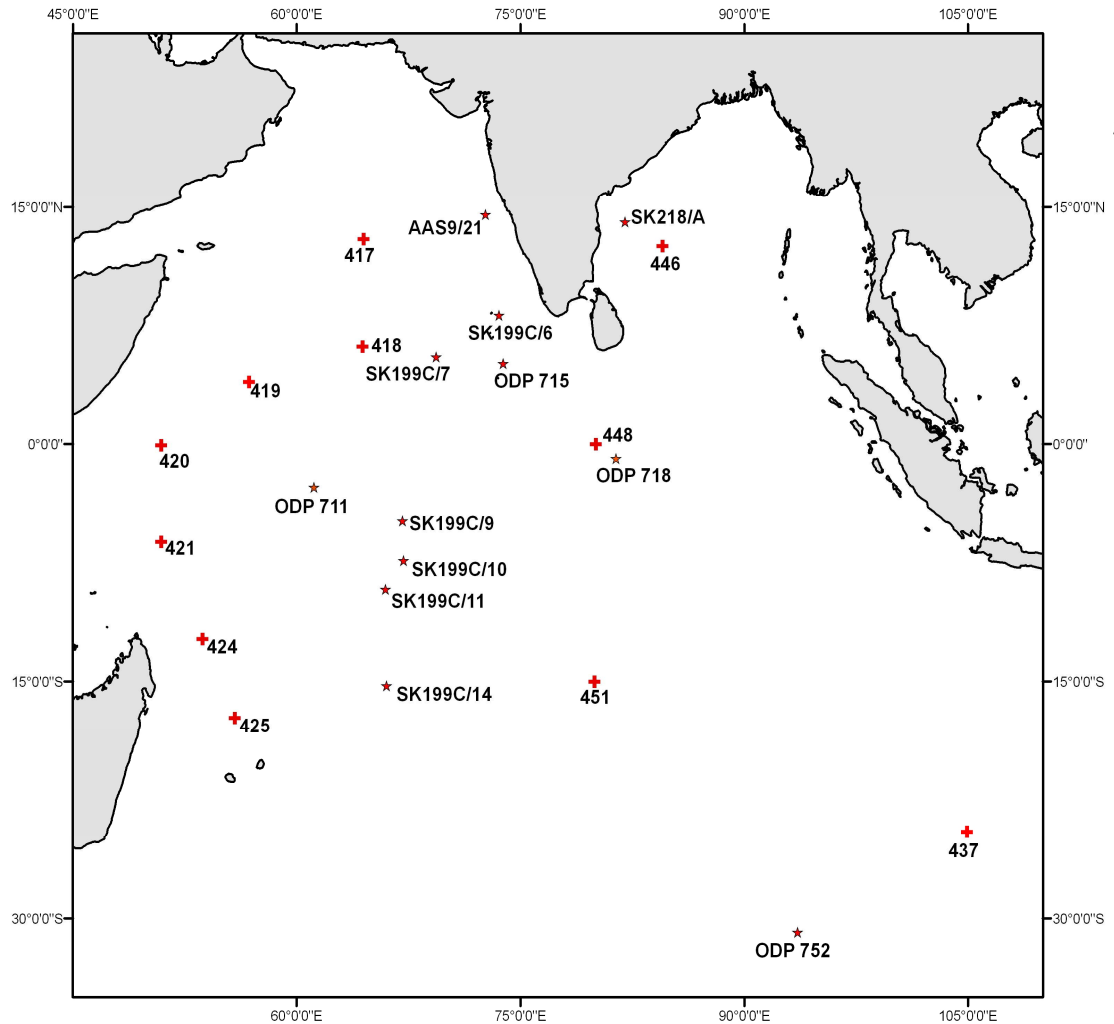 45°0'0"E
60°0'0"E
75°0'0"E
90°0'0"E
105°0'0"E
15°0'0"N
15°0'0"N
AAS9/21
SK218/A
417
446
SK199C/6
418
SK199C/7
ODP 715
419
0°0'0"
0°0'0"
448
420
ODP 718
ODP 711
SK199C/9
421
SK199C/10
SK199C/11
424
15°0'0"S
15°0'0"S
SK199C/14
451
425
437
30°0'0"S
30°0'0"S
ODP 752
60°0'0"E
75°0'0"E
90°0'0"E
105°0'0"E